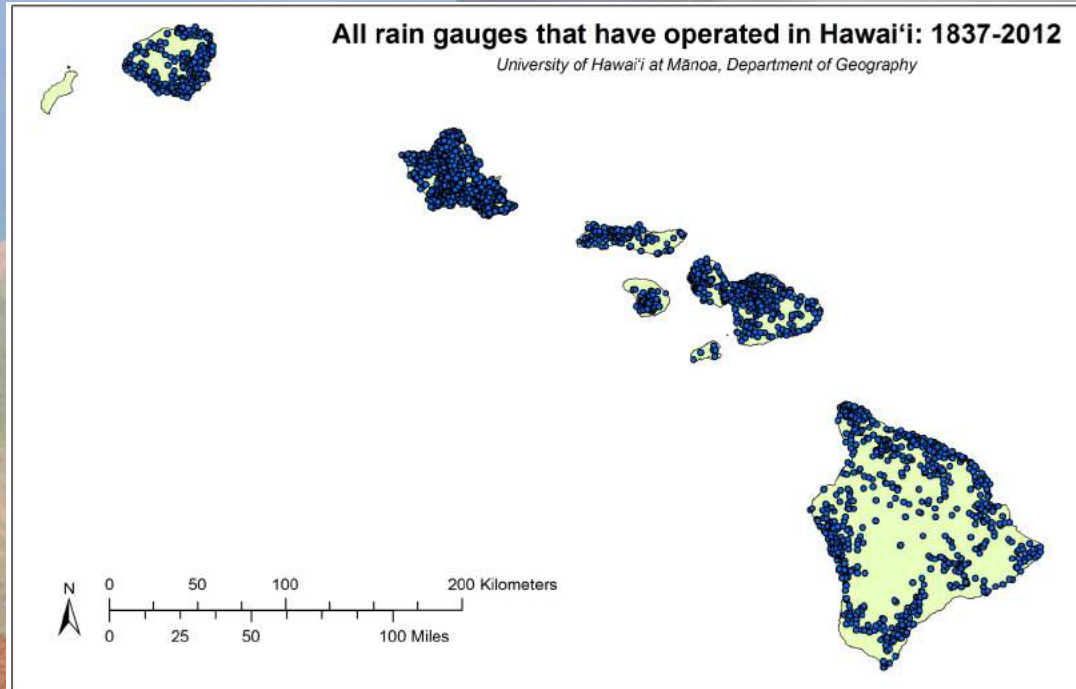 All rain gauges that have operated in Hawai‘i: 1837-2012
University of Hawai‘i at Mānoa, Department of Geography
N
0 50 100 200 Kilometers
0 25 50 100 Miles